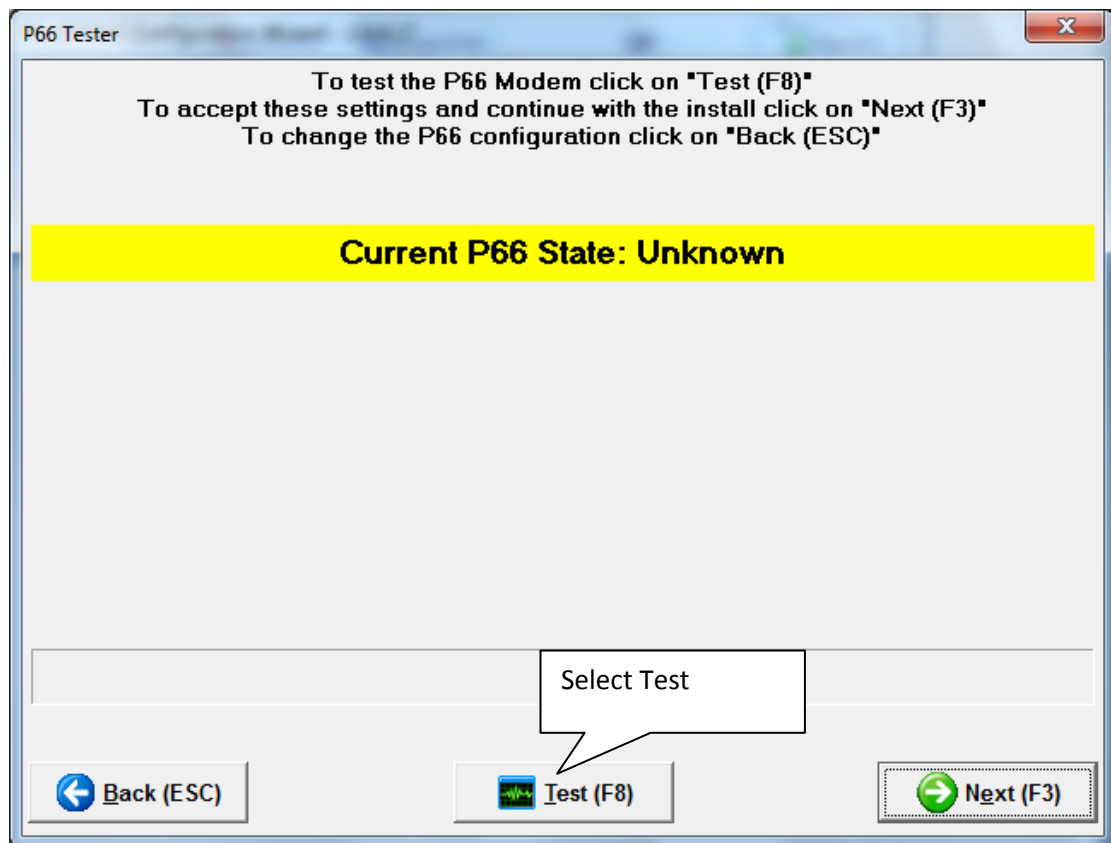 P66 Tester
To test the P66 Modem click on "Test (F8)"
To accept these settings and continue with the install click on "Next (F3)"
To change the P66 configuration click on "Back (ESC)"
Current P66 State: Unknown
Select Test
Back (ESC)
Test (F8)
Next (F3)